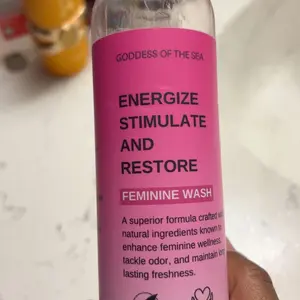 GODDESS OF THE SEA
ENERGIZE
STIMULATE
AND
RESTORE
FEMININE WASH
A superior formula crafted
natural ingredients known
enhance feminine wellness,
tackle odor, and maintain
lasting freshness.